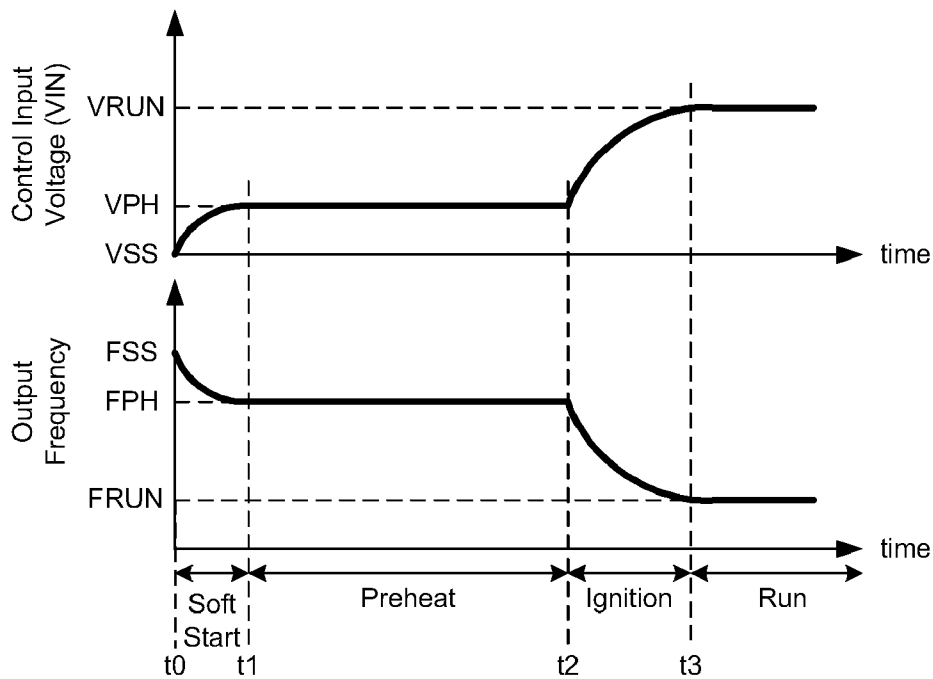 Control Input
Voltage (VIN)
VRUN
VPH
VSS
time
Output
Frequency
FSS
FPH
FRUN
time
Soft
Start
Preheat
Ignition
Run
t0
t1
t2
t3